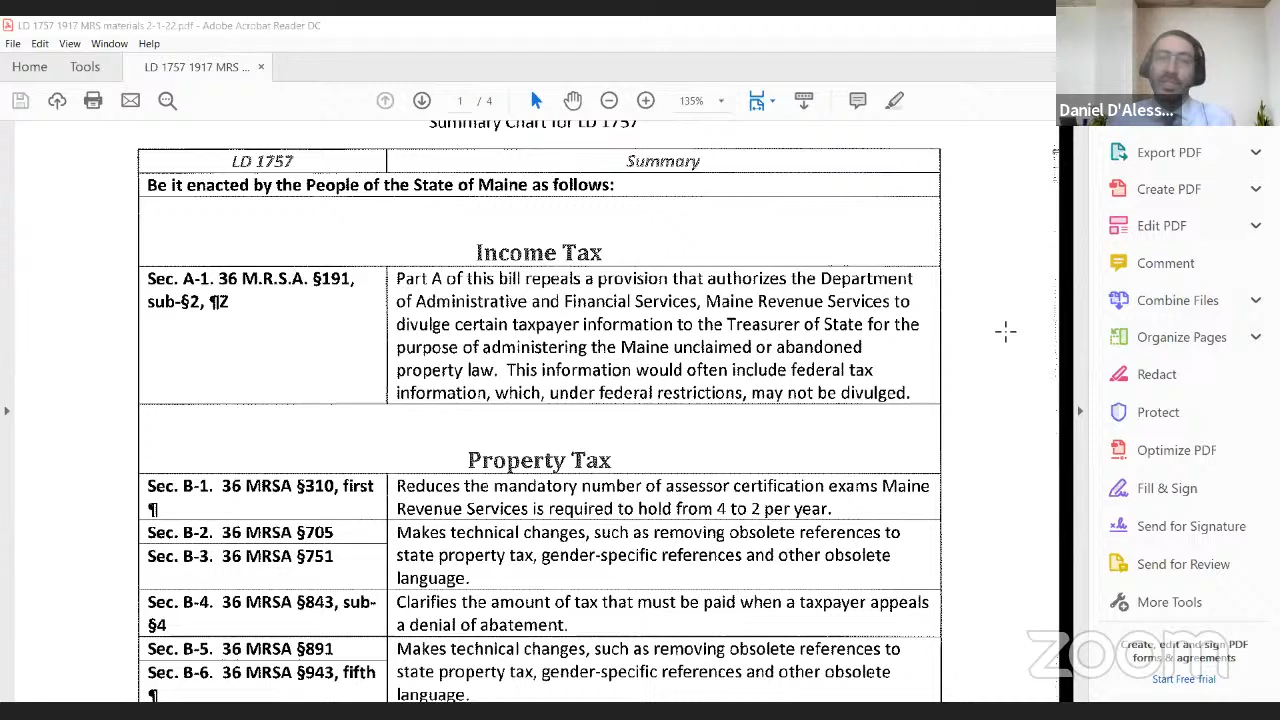 LD 1757 1917 MRS materials 2-1-22.pdf - Adobe Acrobat Reader DC
File Edit View Window Help
Home Tools LD 1757 1917 MRS ... ×
1 / 4 135%
Daniel D'Aless...
Summary Chart for LD 1757
LD 1757 Summary
Be it enacted by the People of the State of Maine as follows:
Income Tax
Sec. A-1. 36 M.R.S.A. §191,
sub-§2, ¶Z
Part A of this bill repeals a provision that authorizes the Department
of Administrative and Financial Services, Maine Revenue Services to
divulge certain taxpayer information to the Treasurer of State for the
purpose of administering the Maine unclaimed or abandoned
property law. This information would often include federal tax
information, which, under federal restrictions, may not be divulged.
Property Tax
Sec. B-1. 36 MRSA §310, first
¶
Reduces the mandatory number of assessor certification exams Maine
Revenue Services is required to hold from 4 to 2 per year.
Sec. B-2. 36 MRSA §705
Sec. B-3. 36 MRSA §751
Makes technical changes, such as removing obsolete references to
state property tax, gender-specific references and other obsolete
language.
Sec. B-4. 36 MRSA §843, sub-
§4
Clarifies the amount of tax that must be paid when a taxpayer appeals
a denial of abatement.
Sec. B-5. 36 MRSA §891
Sec. B-6. 36 MRSA §943, fifth
¶
Makes technical changes, such as removing obsolete references to
state property tax, gender-specific references and other obsolete
language.
Export PDF
Create PDF
Edit PDF
Comment
Combine Files
Organize Pages
Redact
Protect
Optimize PDF
Fill & Sign
Send for Signature
Send for Review
More Tools
Create, edit and sign PDF
forms & agreements
Start Free Trial
zoom